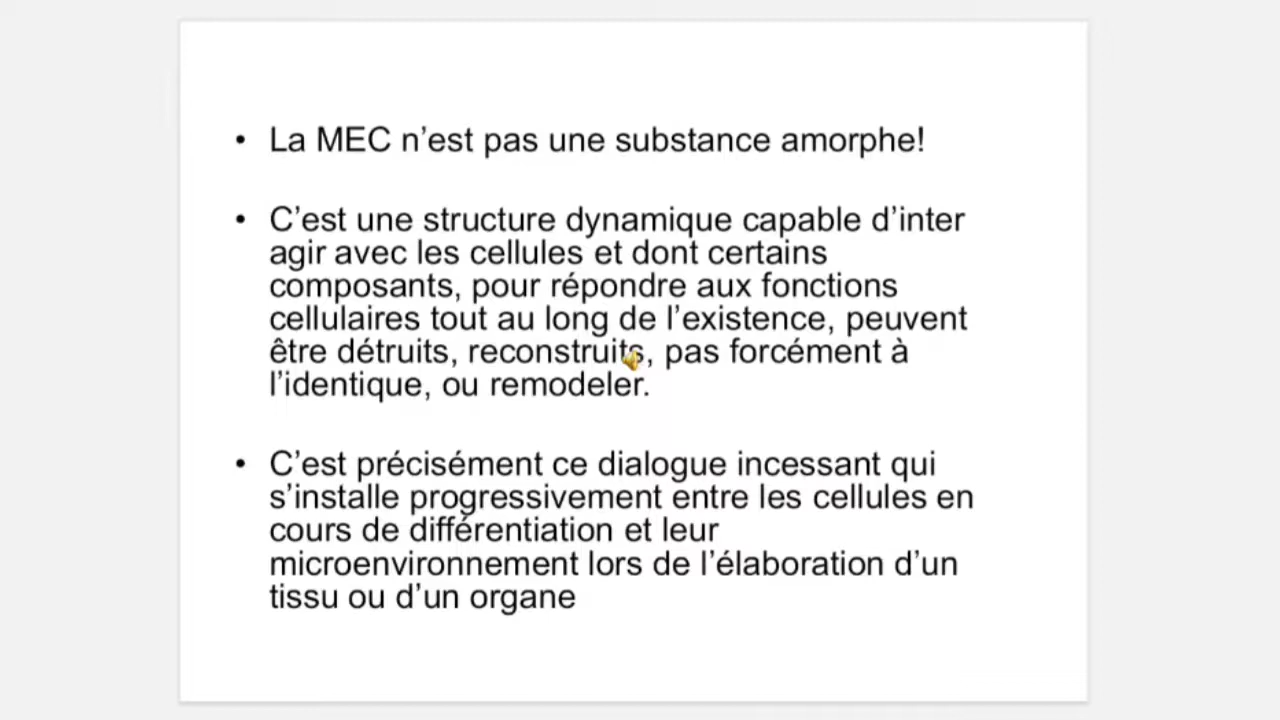 • La MEC n’est pas une substance amorphe!
• C’est une structure dynamique capable d’inter
agir avec les cellules et dont certains
composants, pour répondre aux fonctions
cellulaires tout au long de l’existence, peuvent
être détruits, reconstruits, pas forcément à
l’identique, ou remodeler.
• C’est précisément ce dialogue incessant qui
s’installe progressivement entre les cellules en
cours de différentiation et leur
microenvironnement lors de l’élaboration d’un
tissu ou d’un organe